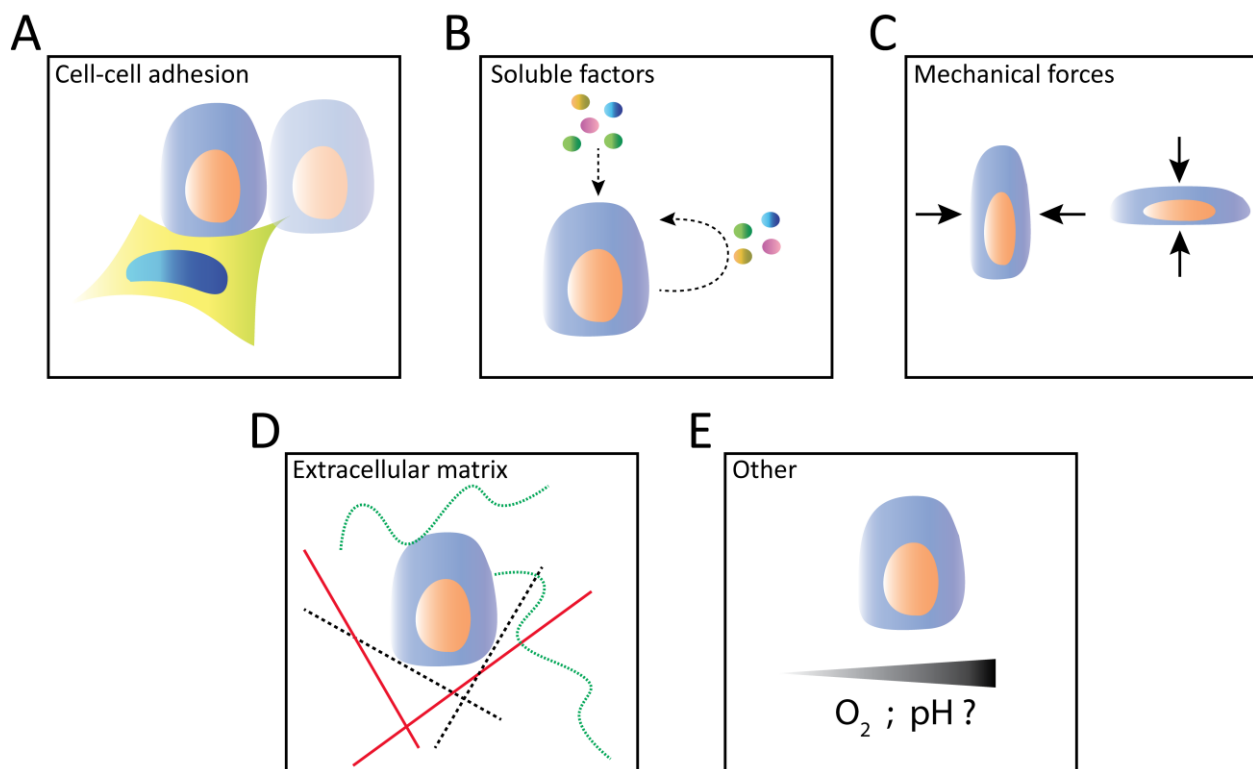 A
Cell-cell adhesion
B
Soluble factors
C
Mechanical forces
D
Extracellular matrix
E
Other
O₂ ; pH ?